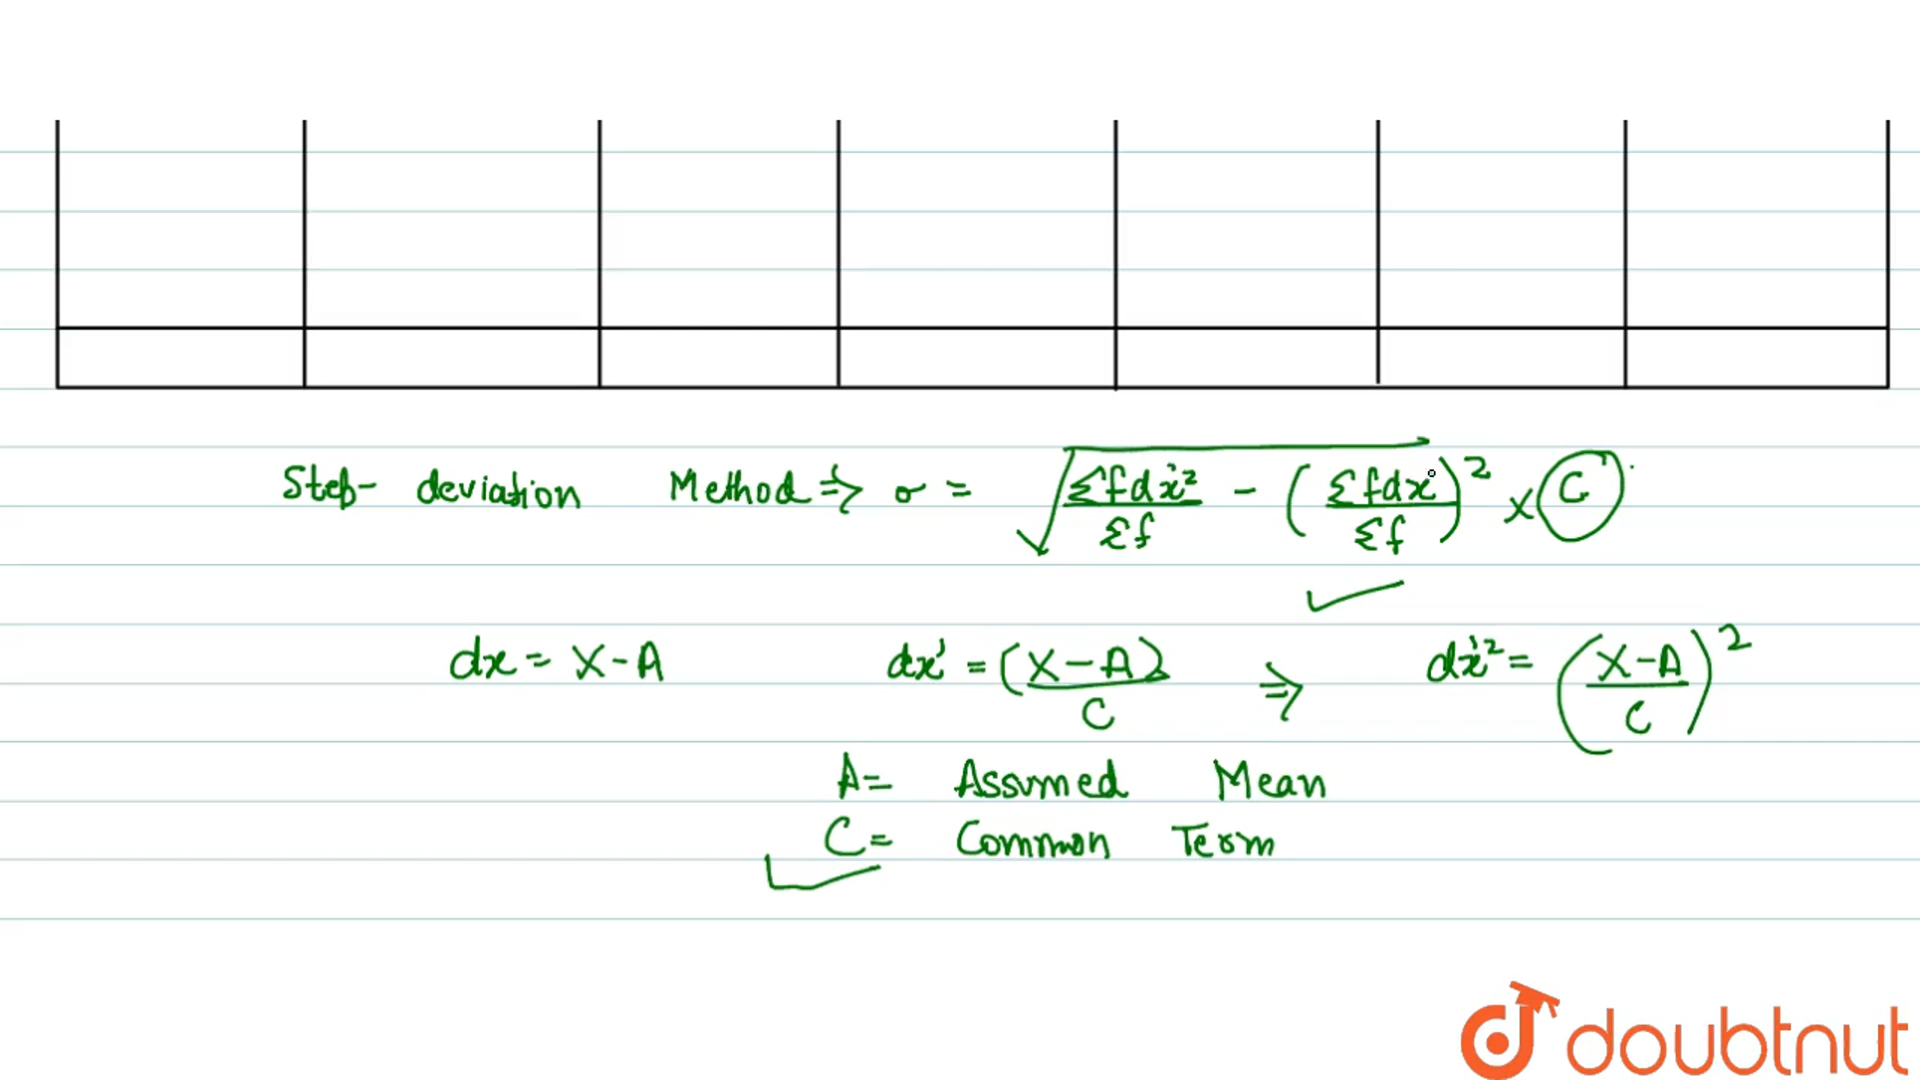 Step- deviation Method ⇒ σ = √(Σfdx'²/Σf - (Σfdx'/Σf)²) × C
dx = X - A dx' = (X - A)/C ⇒ dx'² = (X - A/C)²
A = Assumed Mean
C = Common Term
doubtnut